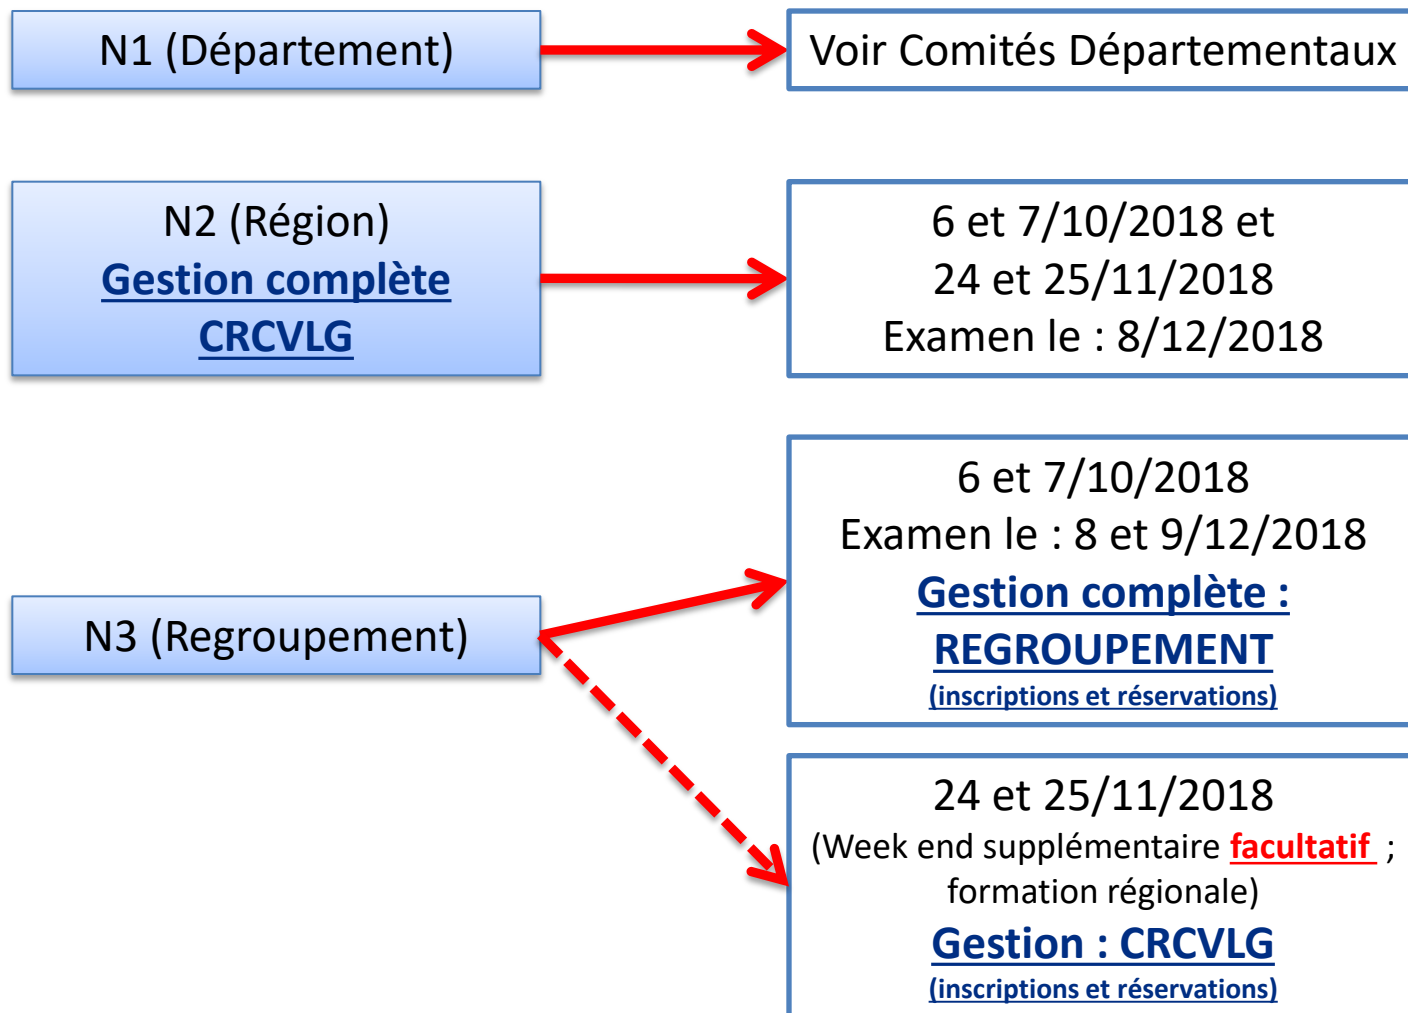 N1 (Département)
Voir Comités Départementaux
N2 (Région)
Gestion complète
CRCVLG
6 et 7/10/2018 et
24 et 25/11/2018
Examen le : 8/12/2018
N3 (Regroupement)
6 et 7/10/2018
Examen le : 8 et 9/12/2018
Gestion complète :
REGROUPEMENT
(inscriptions et réservations)
24 et 25/11/2018
(Week end supplémentaire facultatif ;
formation régionale)
Gestion : CRCVLG
(inscriptions et réservations)